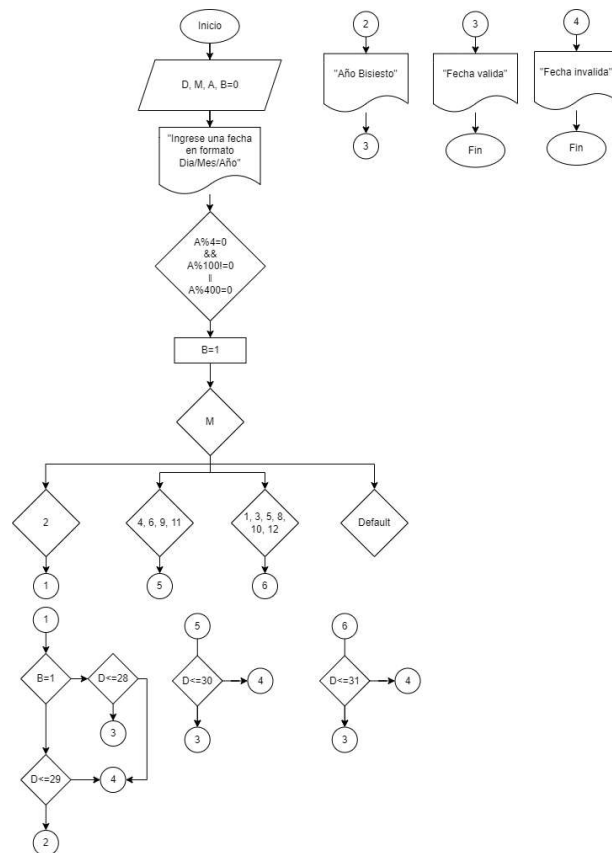 Inicio
D, M, A, B=0
"Ingrese una fecha
en formato
Dia/Mes/Año"
A%4=0
&&
A%100!=0
||
A%400=0
B=1
M
2
4, 6, 9, 11
1, 3, 5, 8,
10, 12
Default
1
5
6
2
"Año Bisiesto"
3
3
"Fecha valida"
Fin
4
"Fecha invalida"
Fin
1
B=1
D<=28
3
D<=29
4
2
5
D<=30
4
3
6
D<=31
4
3